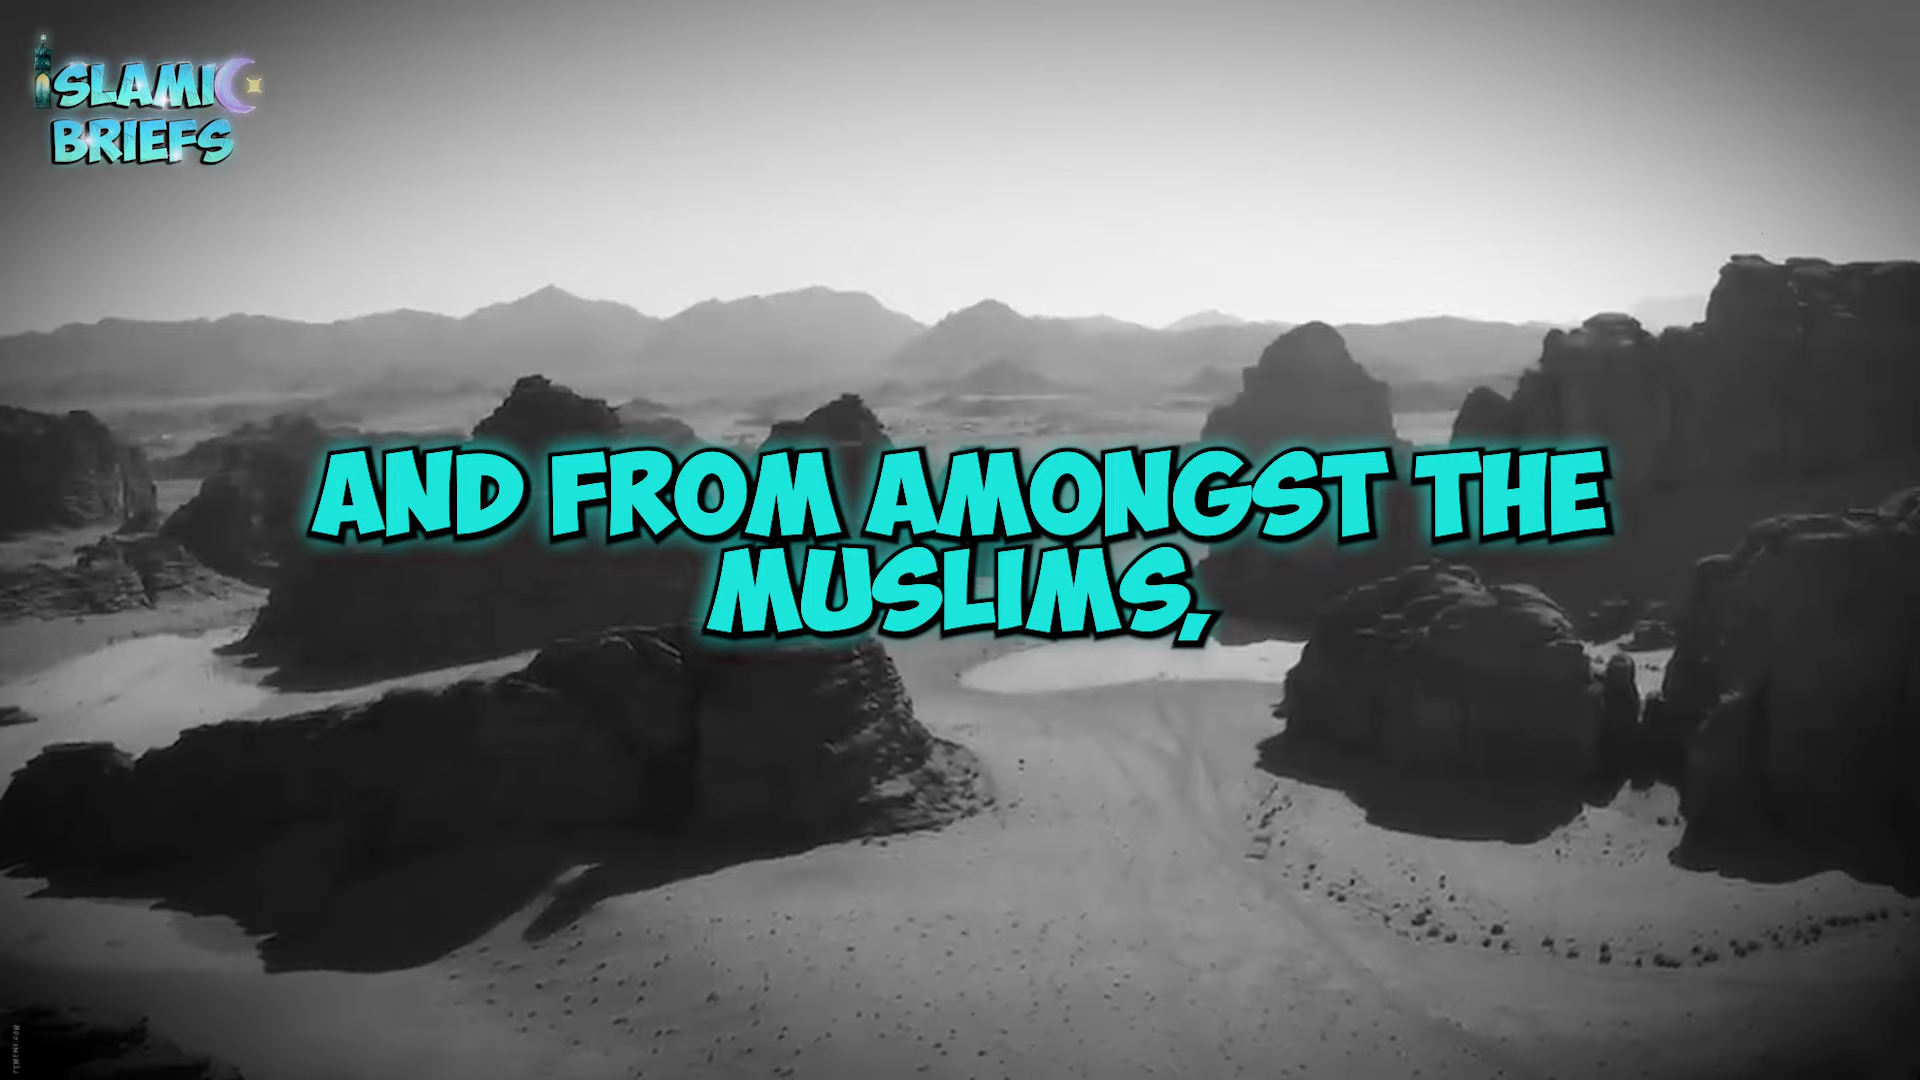 ISLAMIC
BRIEFS
AND FROM AMONGST THE
MUSLIMS,